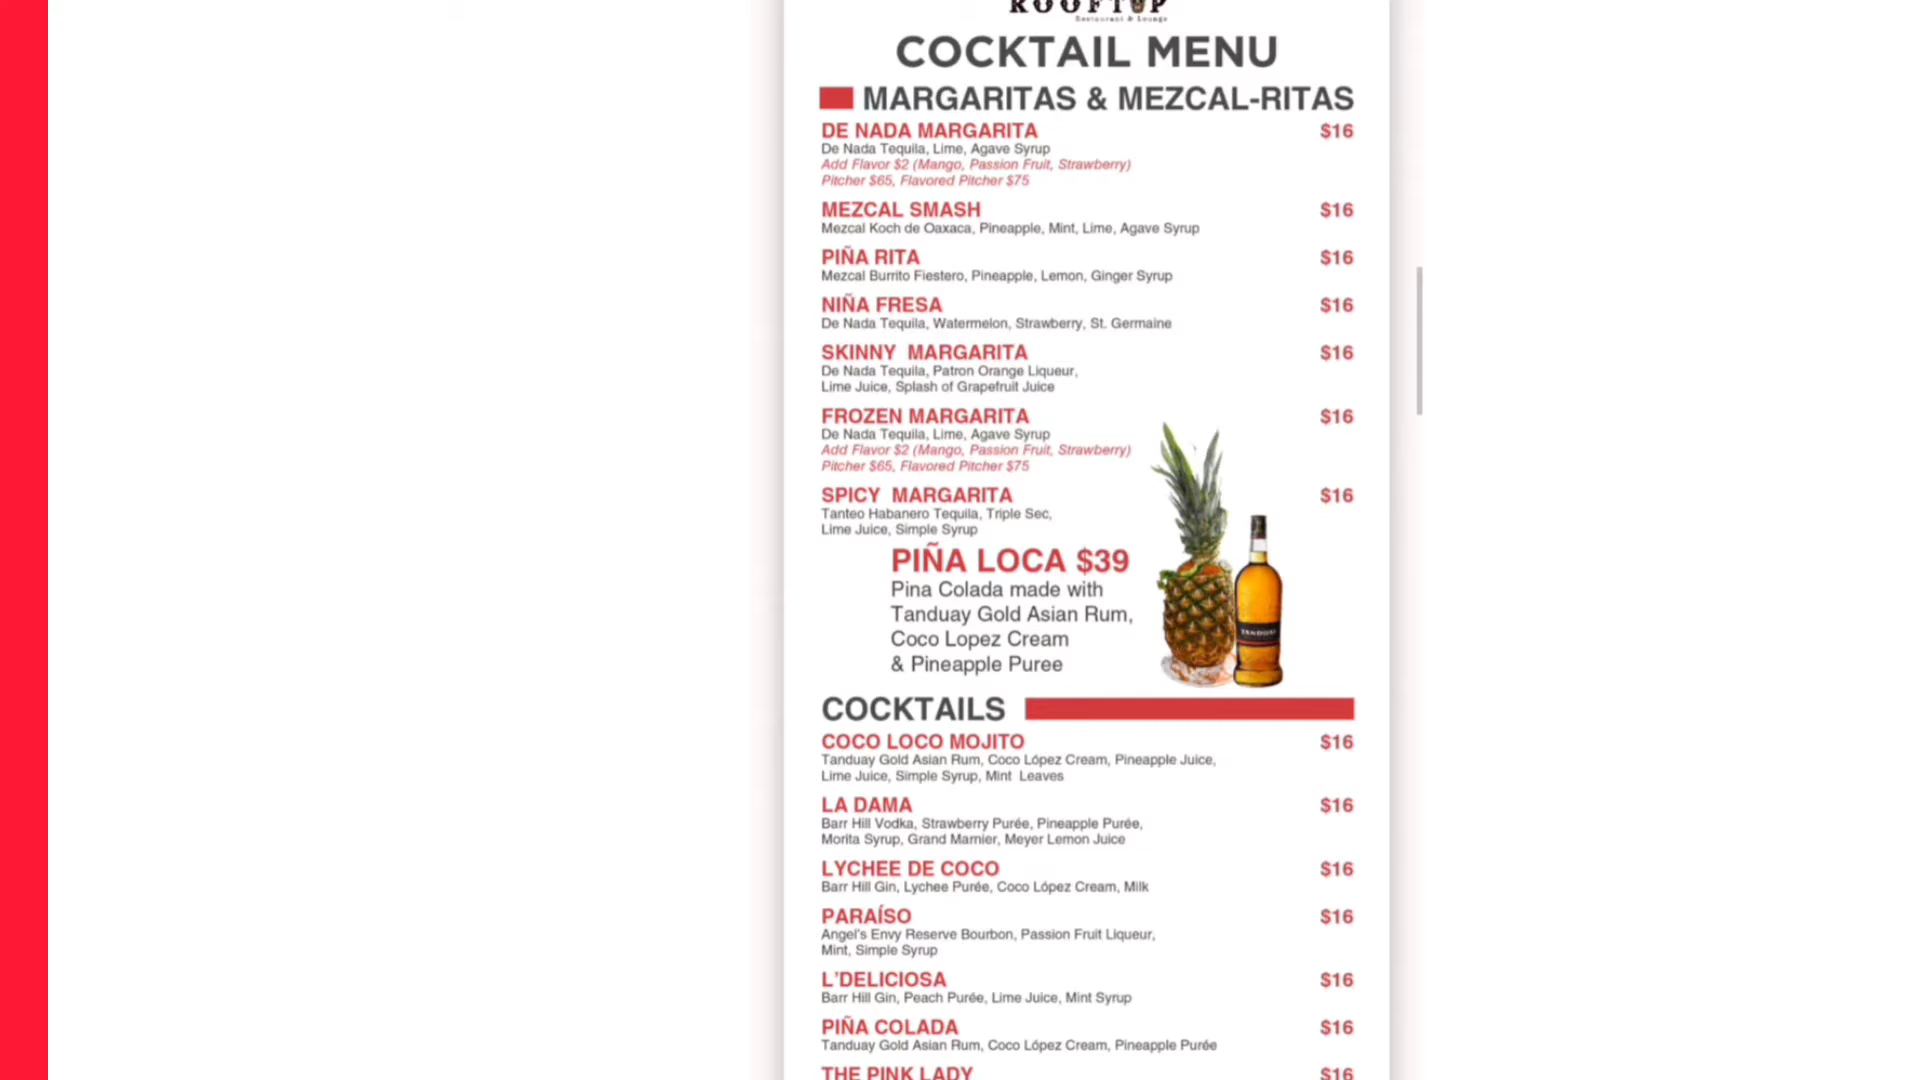 ROOFTOP
Restaurant & Lounge
COCKTAIL MENU
MARGARITAS & MEZCAL-RITAS
DE NADA MARGARITA $16
De Nada Tequila, Lime, Agave Syrup
Add Flavor $2 (Mango, Passion Fruit, Strawberry)
Pitcher $65, Flavored Pitcher $75
MEZCAL SMASH $16
Mezcal Koch de Oaxaca, Pineapple, Mint, Lime, Agave Syrup
PIÑA RITA $16
Mezcal Burrito Fiestero, Pineapple, Lemon, Ginger Syrup
NIÑA FRESA $16
De Nada Tequila, Watermelon, Strawberry, St. Germaine
SKINNY MARGARITA $16
De Nada Tequila, Patron Orange Liqueur,
Lime Juice, Splash of Grapefruit Juice
FROZEN MARGARITA $16
De Nada Tequila, Lime, Agave Syrup
Add Flavor $2 (Mango, Passion Fruit, Strawberry)
Pitcher $65, Flavored Pitcher $75
SPICY MARGARITA $16
Tanteo Habanero Tequila, Triple Sec,
Lime Juice, Simple Syrup
PIÑA LOCA $39
Pina Colada made with
Tanduay Gold Asian Rum,
Coco Lopez Cream
& Pineapple Puree
TANDUAY
COCKTAILS
COCO LOCO MOJITO $16
Tanduay Gold Asian Rum, Coco López Cream, Pineapple Juice,
Lime Juice, Simple Syrup, Mint Leaves
LA DAMA $16
Barr Hill Vodka, Strawberry Purée, Pineapple Purée,
Morita Syrup, Grand Marnier, Meyer Lemon Juice
LYCHEE DE COCO $16
Barr Hill Gin, Lychee Purée, Coco López Cream, Milk
PARAÍSO $16
Angel's Envy Reserve Bourbon, Passion Fruit Liqueur,
Mint, Simple Syrup
L'DELICIOSA $16
Barr Hill Gin, Peach Purée, Lime Juice, Mint Syrup
PIÑA COLADA $16
Tanduay Gold Asian Rum, Coco López Cream, Pineapple Purée
THE PINK LADY $16